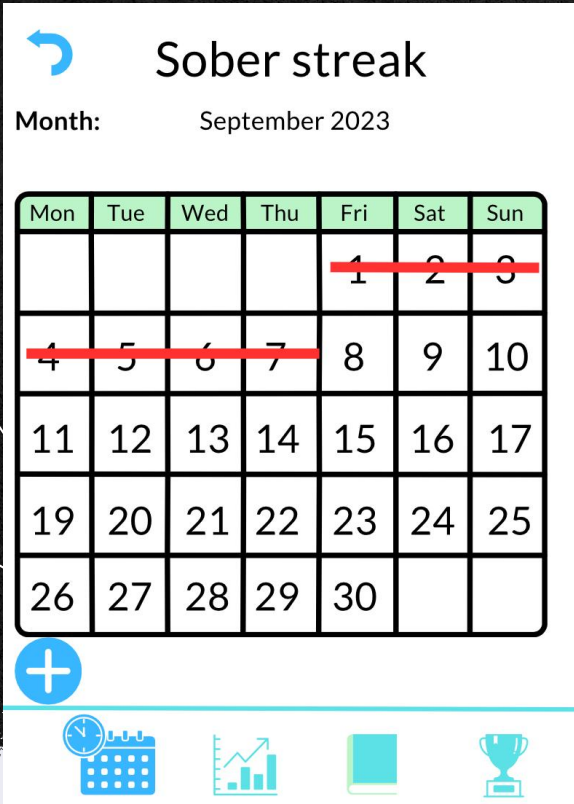 Sober streak
Month: September 2023
Mon Tue Wed Thu Fri Sat Sun
1 2 3
4 5 6 7 8 9 10
11 12 13 14 15 16 17
19 20 21 22 23 24 25
26 27 28 29 30